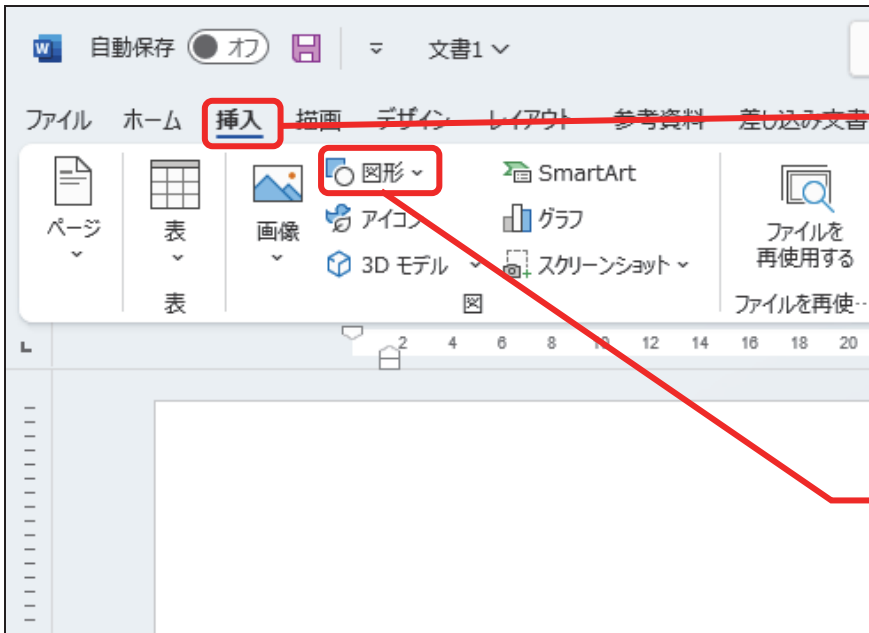 W 自動保存 オフ 文書1
ファイル ホーム 挿入 描画 デザイン レイアウト 参考資料 差し込み文書
ページ 表 画像 図形 SmartArt ファイルを
再使用する
アイコン グラフ
3D モデル スクリーンショット
表 図 ファイルを再使…
L 2 4 6 8 10 12 14 16 18 20